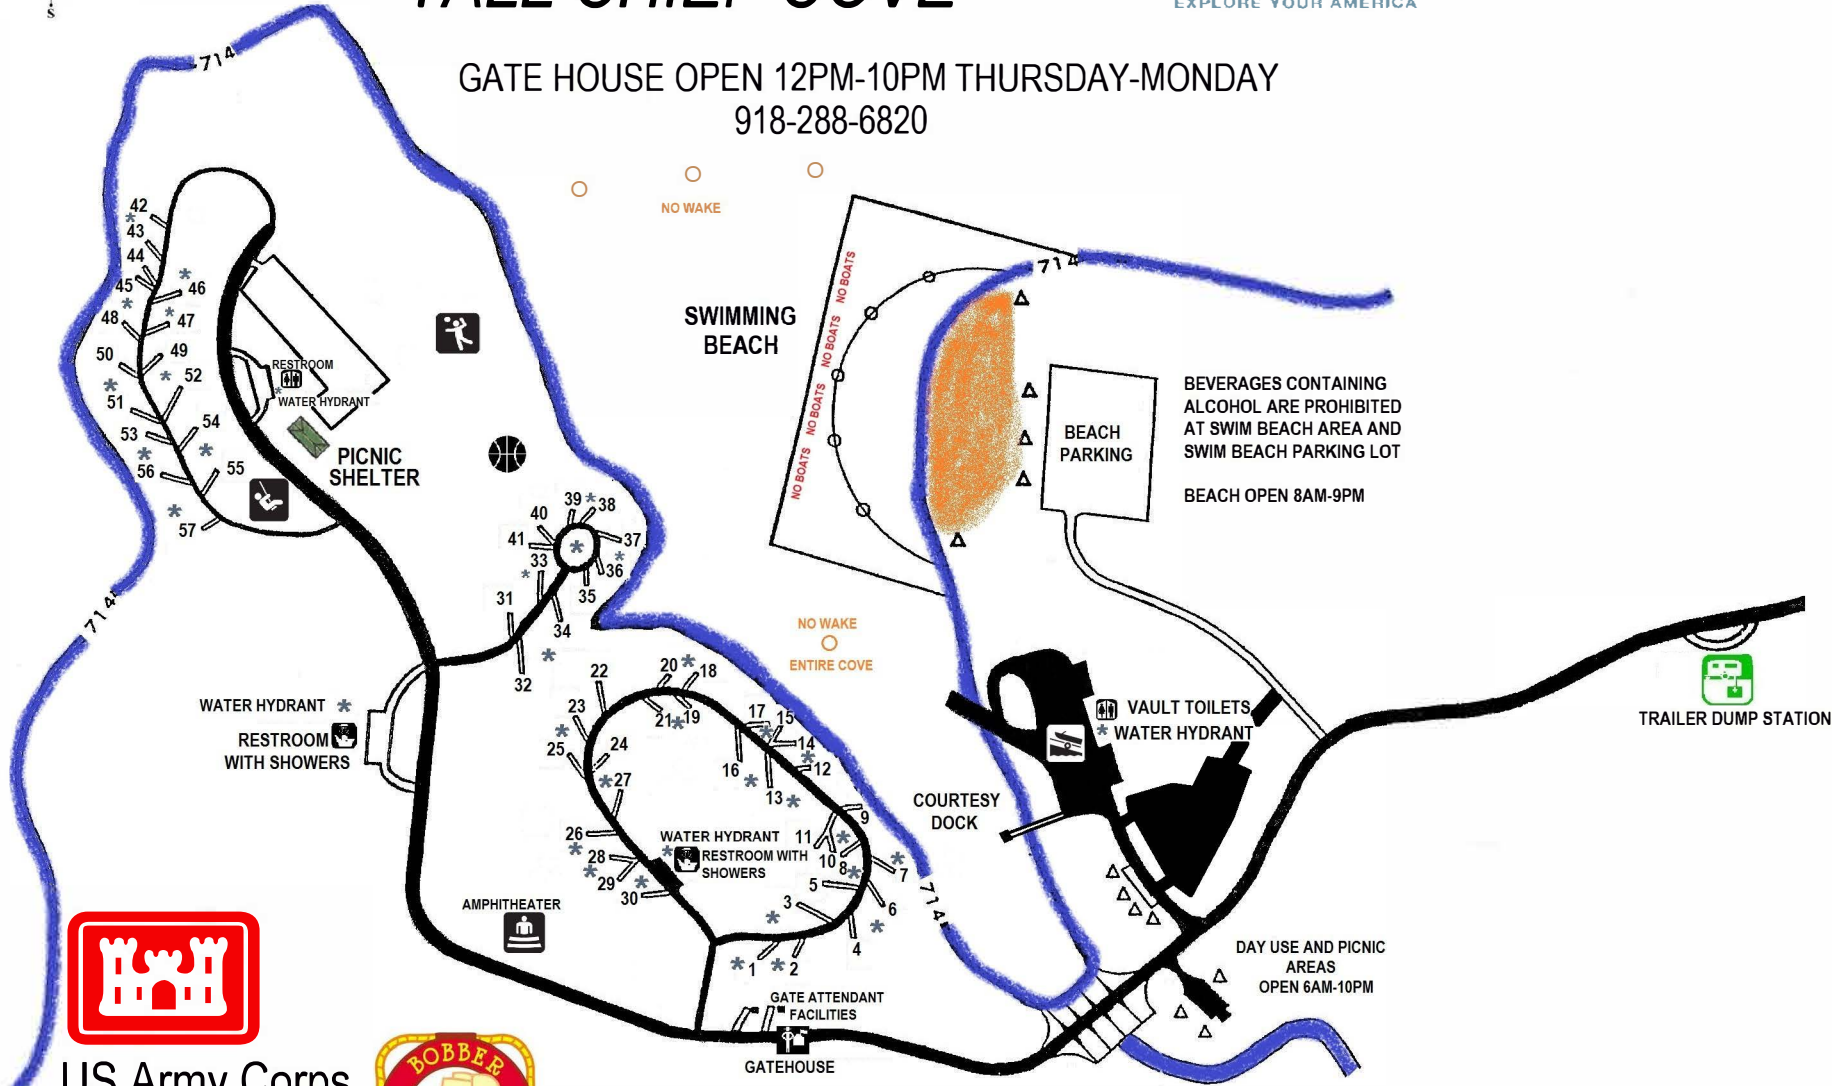 S
TALL CHIEF COVE
EXPLORE YOUR AMERICA
GATE HOUSE OPEN 12PM-10PM THURSDAY-MONDAY
918-288-6820
714
NO WAKE
SWIMMING
BEACH
NO BOATS
NO BOATS
NO BOATS
NO BOATS
714
BEACH
PARKING
BEVERAGES CONTAINING
ALCOHOL ARE PROHIBITED
AT SWIM BEACH AREA AND
SWIM BEACH PARKING LOT
BEACH OPEN 8AM-9PM
42
43
44
45
46
47
48
49
50
51
52
53
54
55
56
57
RESTROOM
WATER HYDRANT
PICNIC
SHELTER
39
38
40
41
37
33
36
35
31
34
32
714
NO WAKE
ENTIRE COVE
WATER HYDRANT
RESTROOM
WITH SHOWERS
22
20
18
23
21
19
17
15
14
25
24
16
12
27
13
9
26
11
10
8
7
28
29
30
5
6
3
4
1
2
WATER HYDRANT
RESTROOM WITH
SHOWERS
714
VAULT TOILETS
WATER HYDRANT
TRAILER DUMP STATION
COURTESY
DOCK
AMPHITHEATER
DAY USE AND PICNIC
AREAS
OPEN 6AM-10PM
GATE ATTENDANT
FACILITIES
GATEHOUSE
US Army Corps
BOBBER